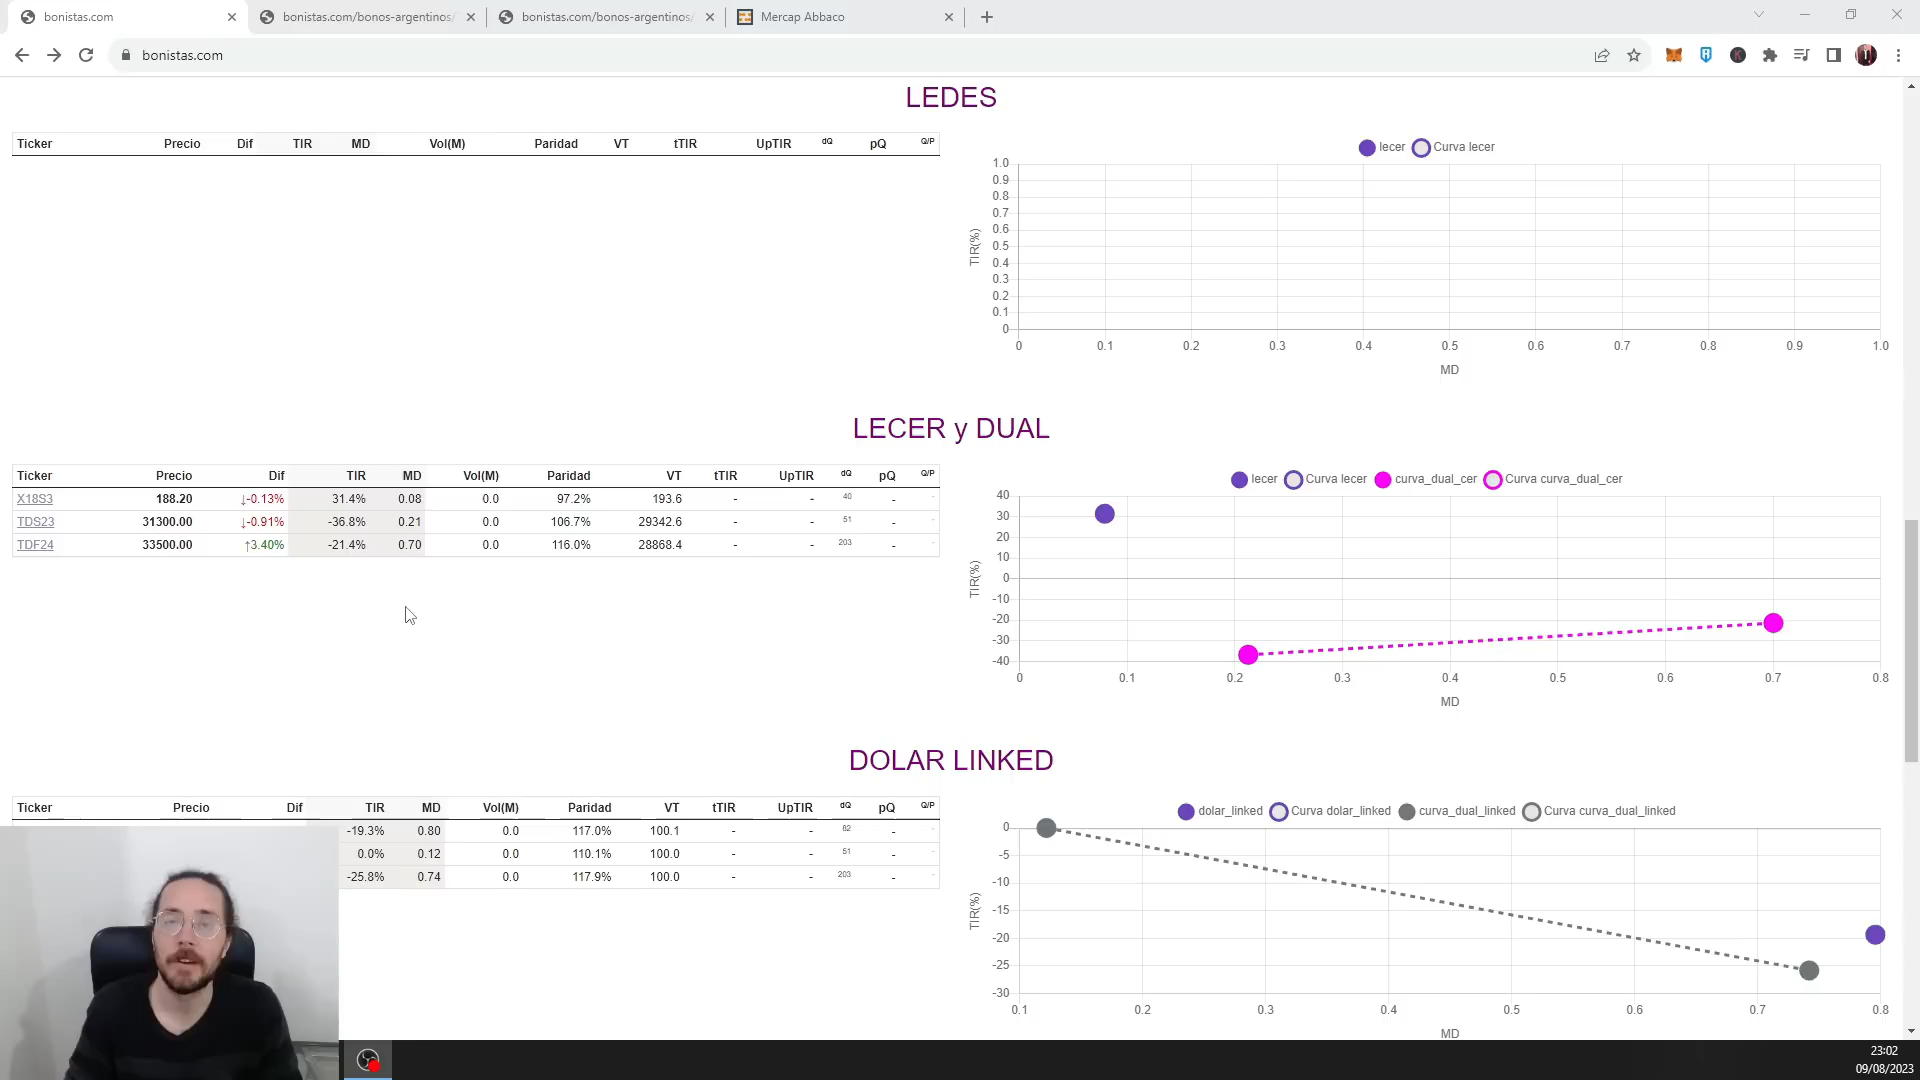 bonistas.com
bonistas.com/bonos-argentinos/
bonistas.com/bonos-argentinos/
Mercap Abbaco
bonistas.com
LEDES
Ticker Precio Dif TIR MD Vol(M) Paridad VT tTIR UpTIR dQ pQ Q/P
lecer Curva lecer
TIR(%)
1.0
0.9
0.8
0.7
0.6
0.5
0.4
0.3
0.2
0.1
0
0 0.1 0.2 0.3 0.4 0.5 0.6 0.7 0.8 0.9 1.0
MD
LECER y DUAL
Ticker Precio Dif TIR MD Vol(M) Paridad VT tTIR UpTIR dQ pQ Q/P
X18S3 188.20 ↓-0.13% 31.4% 0.08 0.0 97.2% 193.6 - - 40 - -
TDS23 31300.00 ↓-0.91% -36.8% 0.21 0.0 106.7% 29342.6 - - 51 - -
TDF24 33500.00 ↑3.40% -21.4% 0.70 0.0 116.0% 28868.4 - - 203 - -
lecer Curva lecer curva_dual_cer Curva curva_dual_cer
TIR(%)
40
30
20
10
0
-10
-20
-30
-40
0 0.1 0.2 0.3 0.4 0.5 0.6 0.7 0.8
MD
DOLAR LINKED
Ticker Precio Dif TIR MD Vol(M) Paridad VT tTIR UpTIR dQ pQ Q/P
-19.3% 0.80 0.0 117.0% 100.1 - - 62 - -
0.0% 0.12 0.0 110.1% 100.0 - - 51 - -
-25.8% 0.74 0.0 117.9% 100.0 - - 203 - -
dolar_linked Curva dolar_linked curva_dual_linked Curva curva_dual_linked
TIR(%)
0
-5
-10
-15
-20
-25
-30
0.1 0.2 0.3 0.4 0.5 0.6 0.7 0.8
MD
23:02
09/08/2023